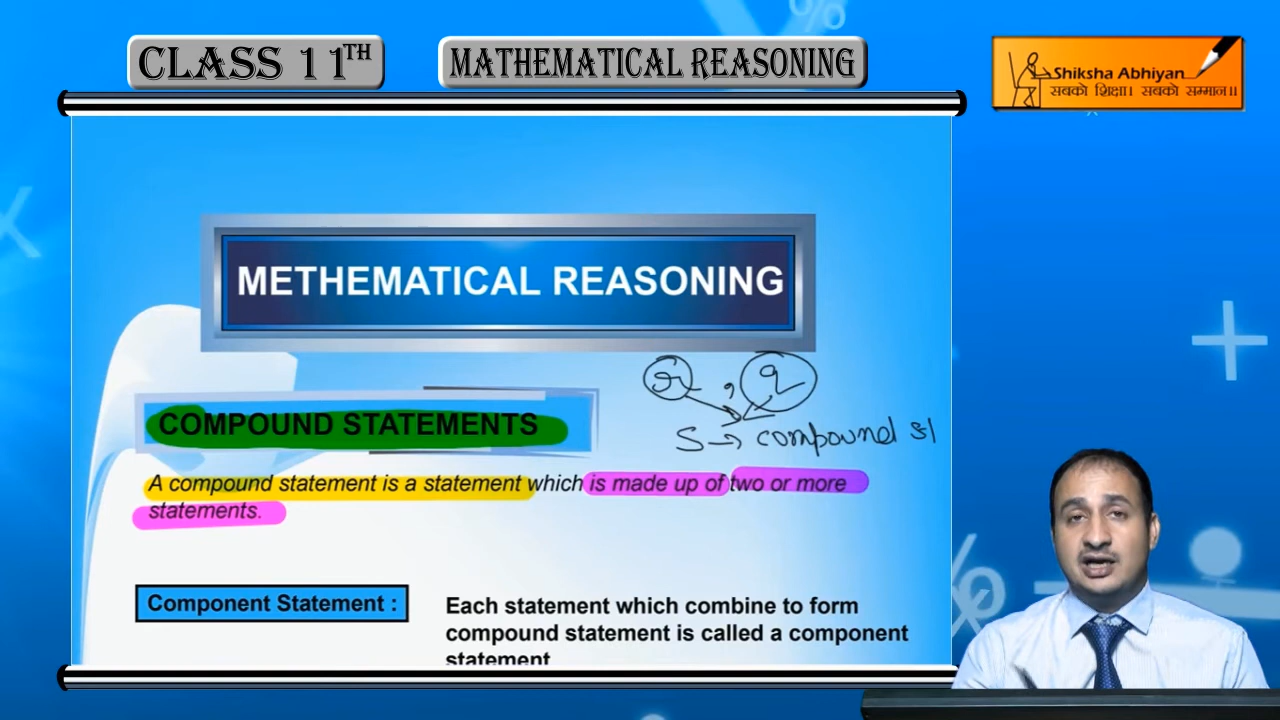 CLASS 11TH
MATHEMATICAL REASONING
Shiksha Abhiyan
सबको शिक्षा। सबको सम्मान॥
METHEMATICAL REASONING
, q
COMPOUND STATEMENTS
S → compound st
A compound statement is a statement which is made up of two or more
statements.
Component Statement :
Each statement which combine to form
compound statement is called a component
statement